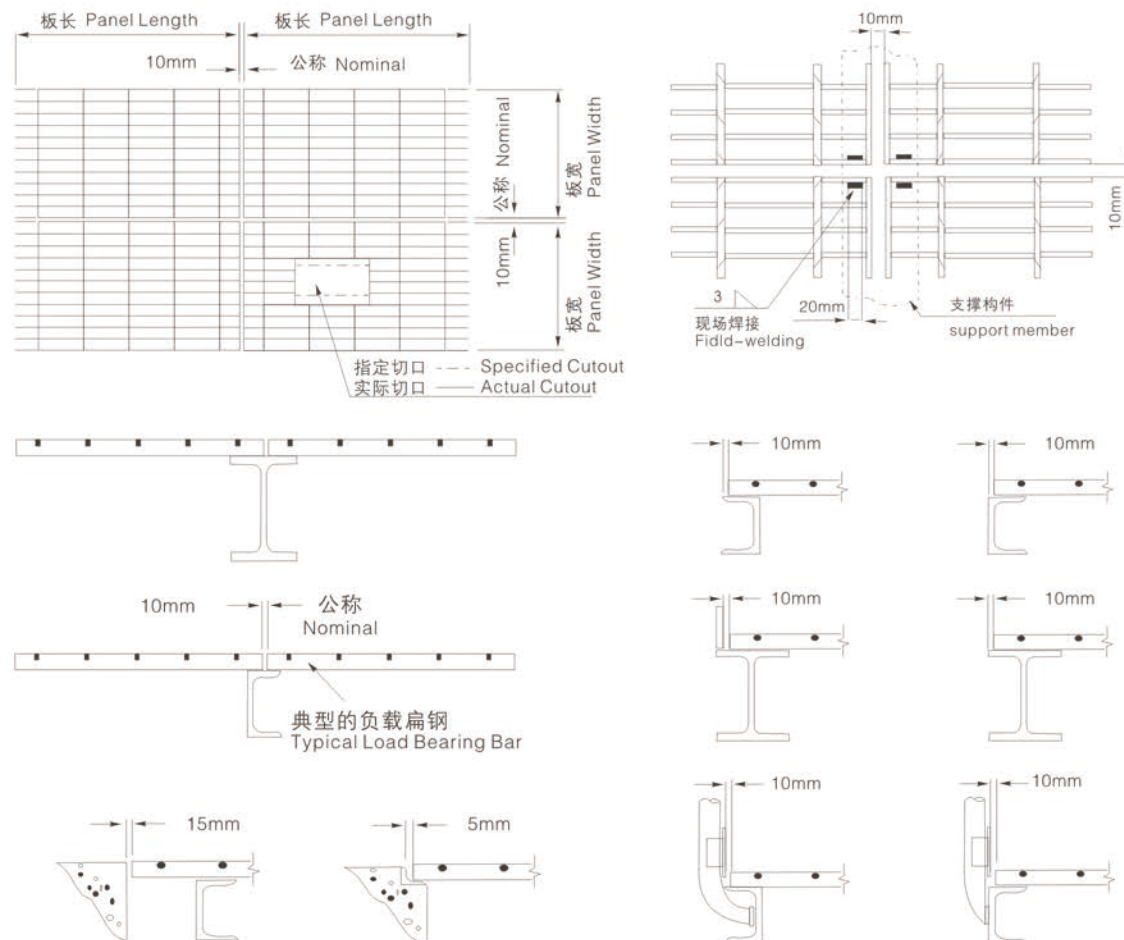 板长 Panel Length
板长 Panel Length
10mm
公称 Nominal
公称 Nominal
板宽 Panel Width
10mm
板宽 Panel Width
指定切口 Specified Cutout
实际切口 Actual Cutout
10mm
10mm
3
现场焊接
Fidld-welding
20mm
支撑构件
support member
10mm
公称
Nominal
典型的负载扁钢
Typical Load Bearing Bar
15mm
5mm
10mm
10mm
10mm
10mm
10mm
10mm